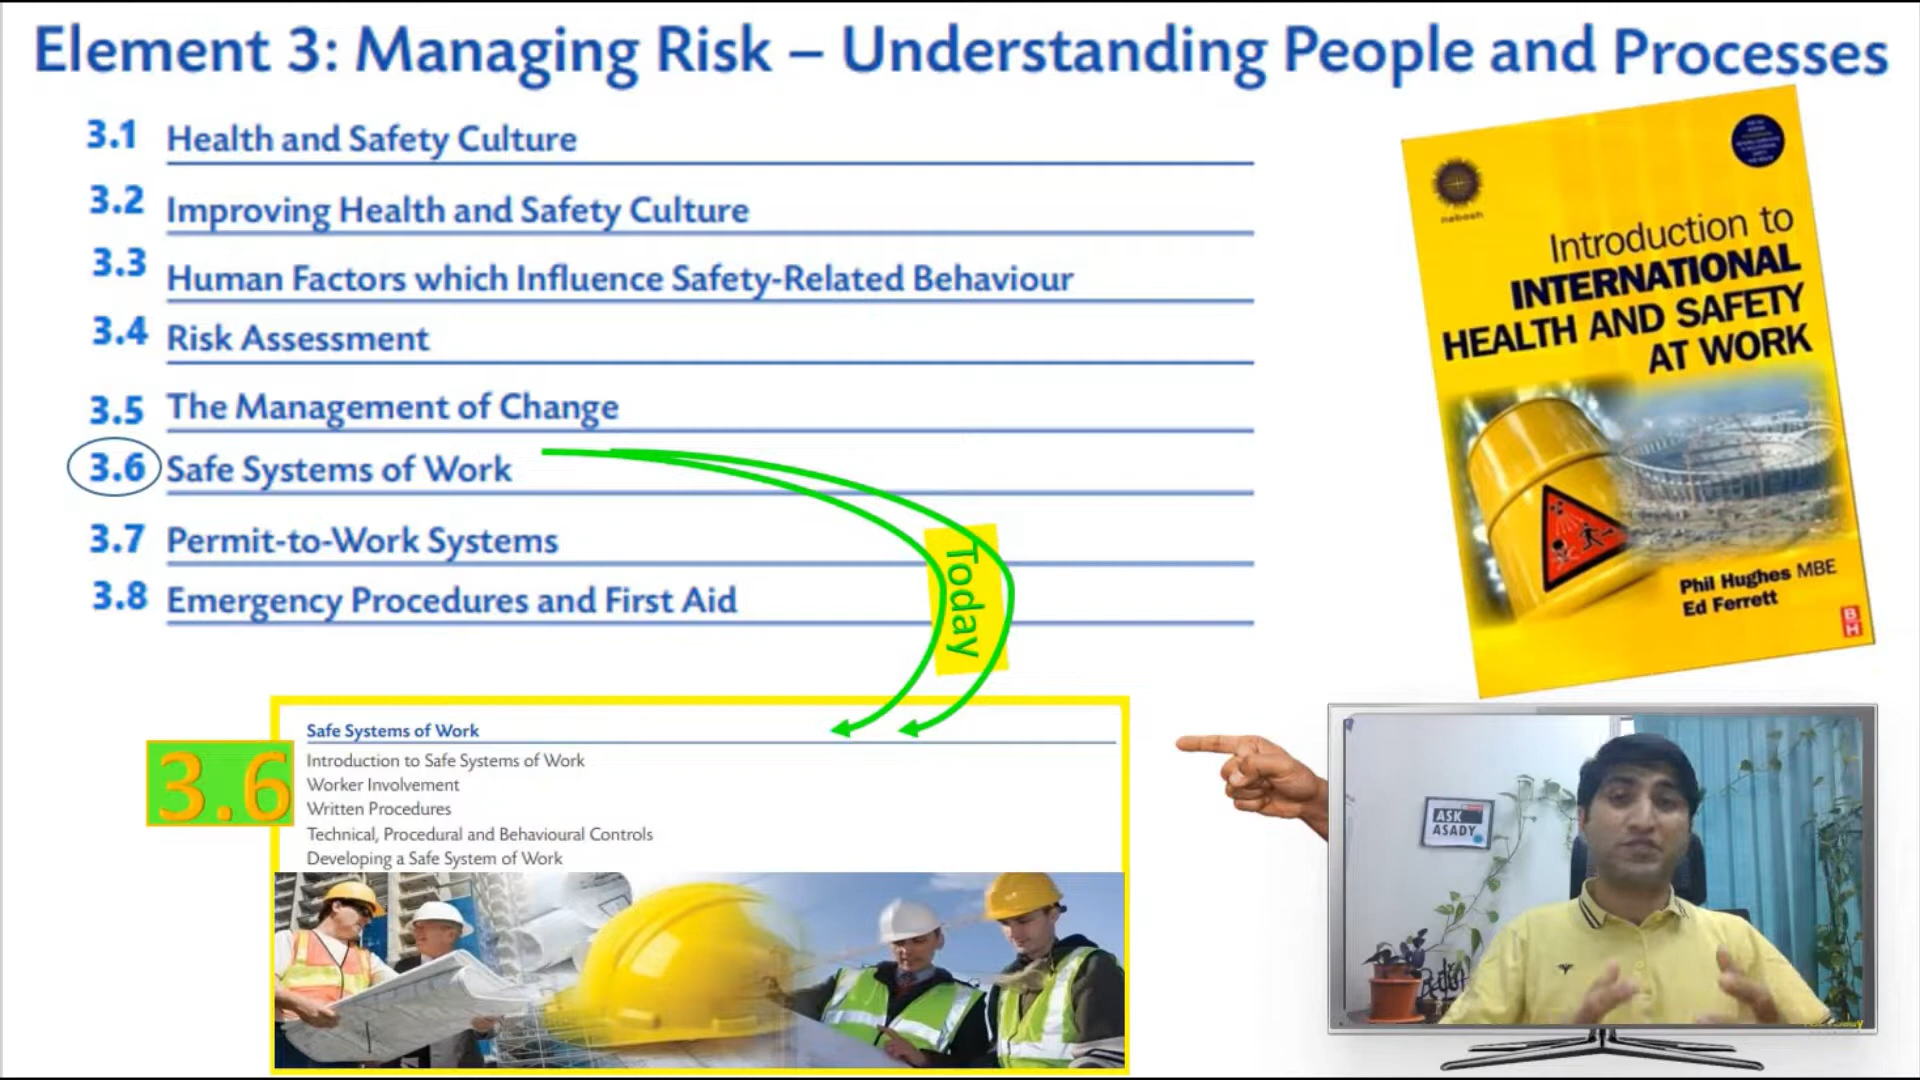 Element 3: Managing Risk – Understanding People and Processes
3.1 Health and Safety Culture
3.2 Improving Health and Safety Culture
3.3 Human Factors which Influence Safety-Related Behaviour
3.4 Risk Assessment
3.5 The Management of Change
3.6 Safe Systems of Work
3.7 Permit-to-Work Systems
3.8 Emergency Procedures and First Aid
Today
nebosh
Introduction to
INTERNATIONAL
HEALTH AND SAFETY
AT WORK
Phil Hughes MBE
Ed Ferrett
B
H
3.6
Safe Systems of Work
Introduction to Safe Systems of Work
Worker Involvement
Written Procedures
Technical, Procedural and Behavioural Controls
Developing a Safe System of Work
ASK
ASADY